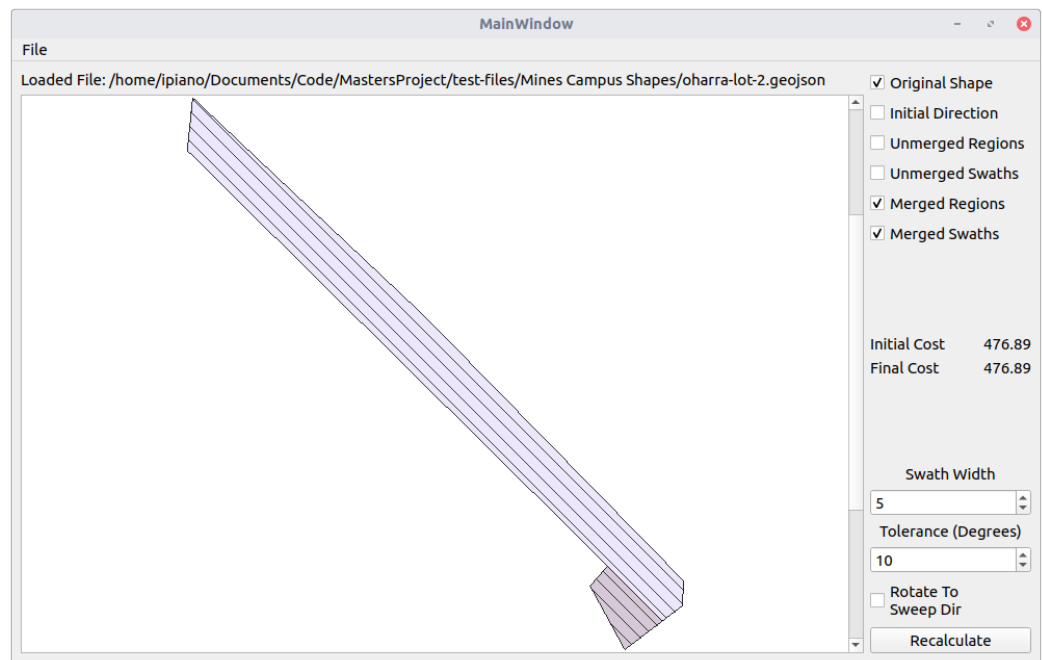 MainWindow
File
Loaded File: /home/ipiano/Documents/Code/MastersProject/test-files/Mines Campus Shapes/oharra-lot-2.geojson
Original Shape
Initial Direction
Unmerged Regions
Unmerged Swaths
Merged Regions
Merged Swaths
Initial Cost 476.89
Final Cost 476.89
Swath Width
5
Tolerance (Degrees)
10
Rotate To
Sweep Dir
Recalculate